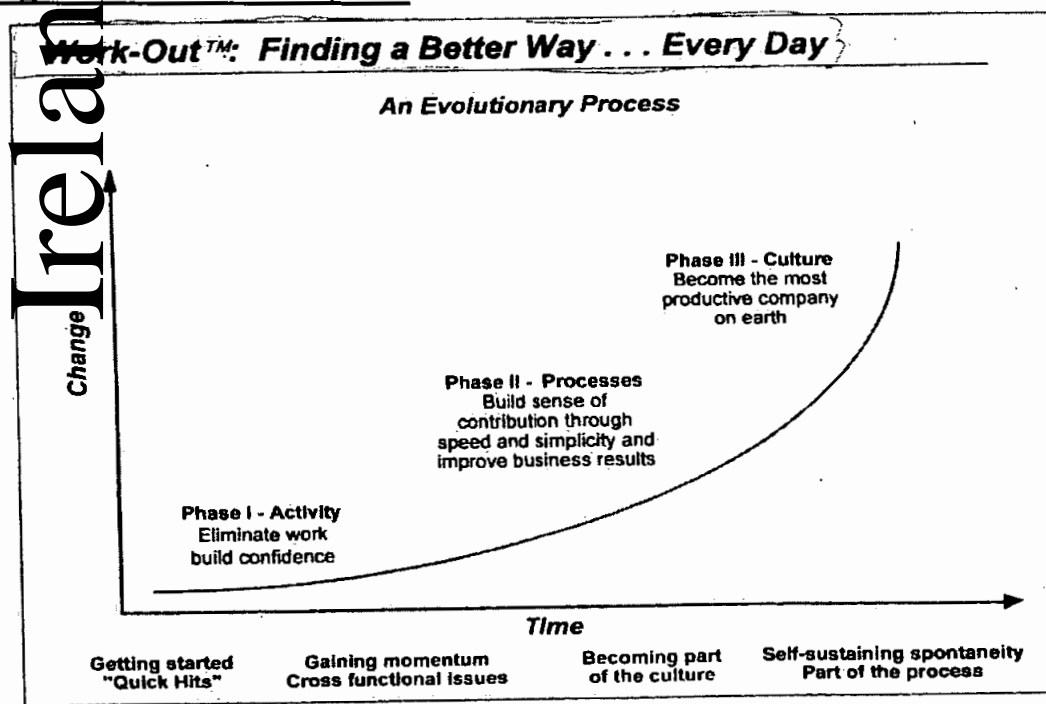 Work-Out™: Finding a Better Way . . . Every Day
An Evolutionary Process
Irelan
Change
Phase III - Culture
Become the most
productive company
on earth
Phase II - Processes
Build sense of
contribution through
speed and simplicity and
improve business results
Phase I - Activity
Eliminate work
build confidence
Time
Getting started
"Quick Hits"
Gaining momentum
Cross functional issues
Becoming part
of the culture
Self-sustaining spontaneity
Part of the process